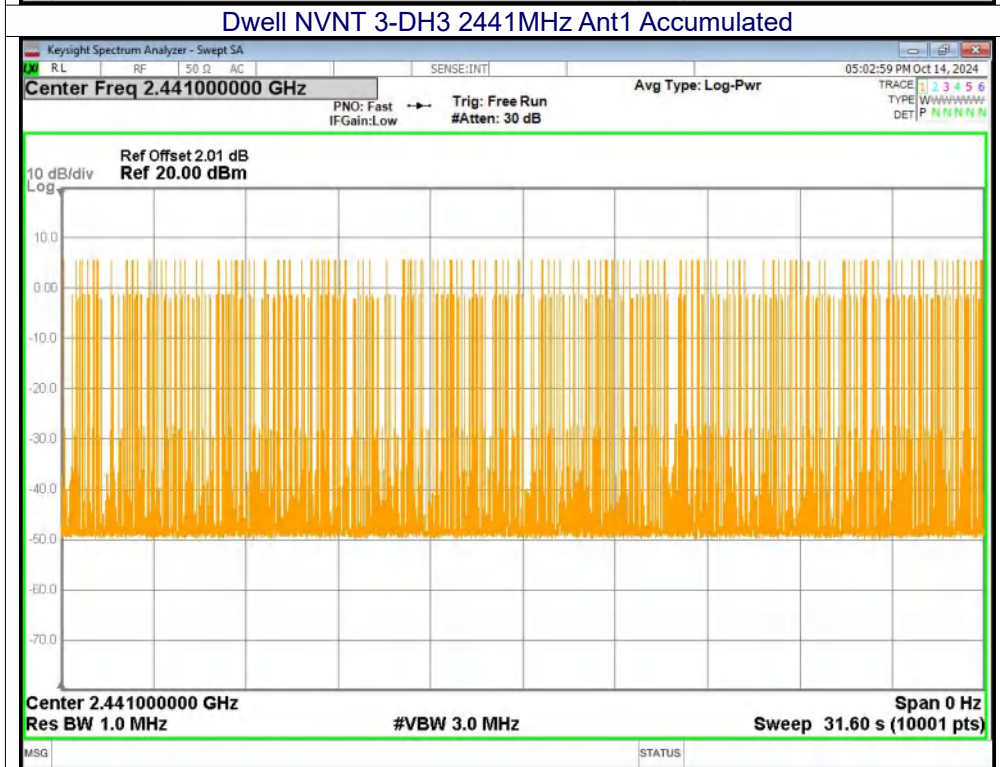 Dwell NVNT 3-DH3 2441MHz Ant1 Accumulated
Keysight Spectrum Analyzer - Swept SA
RL RF 50 Ω AC SENSE:INT 05:02:59 PM Oct 14, 2024
Center Freq 2.441000000 GHz Avg Type: Log-Pwr TRACE 1 2 3 4 5 6
PNO: Fast Trig: Free Run TYPE WWWWWW
IFGain:Low #Atten: 30 dB DET P N N N N N
Ref Offset 2.01 dB
10 dB/div Ref 20.00 dBm
Log
10.0
0.00
-10.0
-20.0
-30.0
-40.0
-50.0
-60.0
-70.0
Center 2.441000000 GHz Span 0 Hz
Res BW 1.0 MHz #VBW 3.0 MHz Sweep 31.60 s (10001 pts)
MSG STATUS